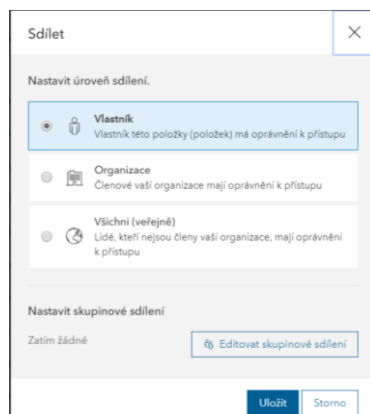 Sdílet
Nastavit úroveň sdílení.
Vlastník
Vlastník této položky (položek) má oprávnění k přístupu
Organizace
Členové vaší organizace mají oprávnění k přístupu
Všichni (veřejně)
Lidé, kteří nejsou členy vaší organizace, mají oprávnění
k přístupu
Nastavit skupinové sdílení
Zatím žádné
Editovat skupinové sdílení
Uložit
Storno